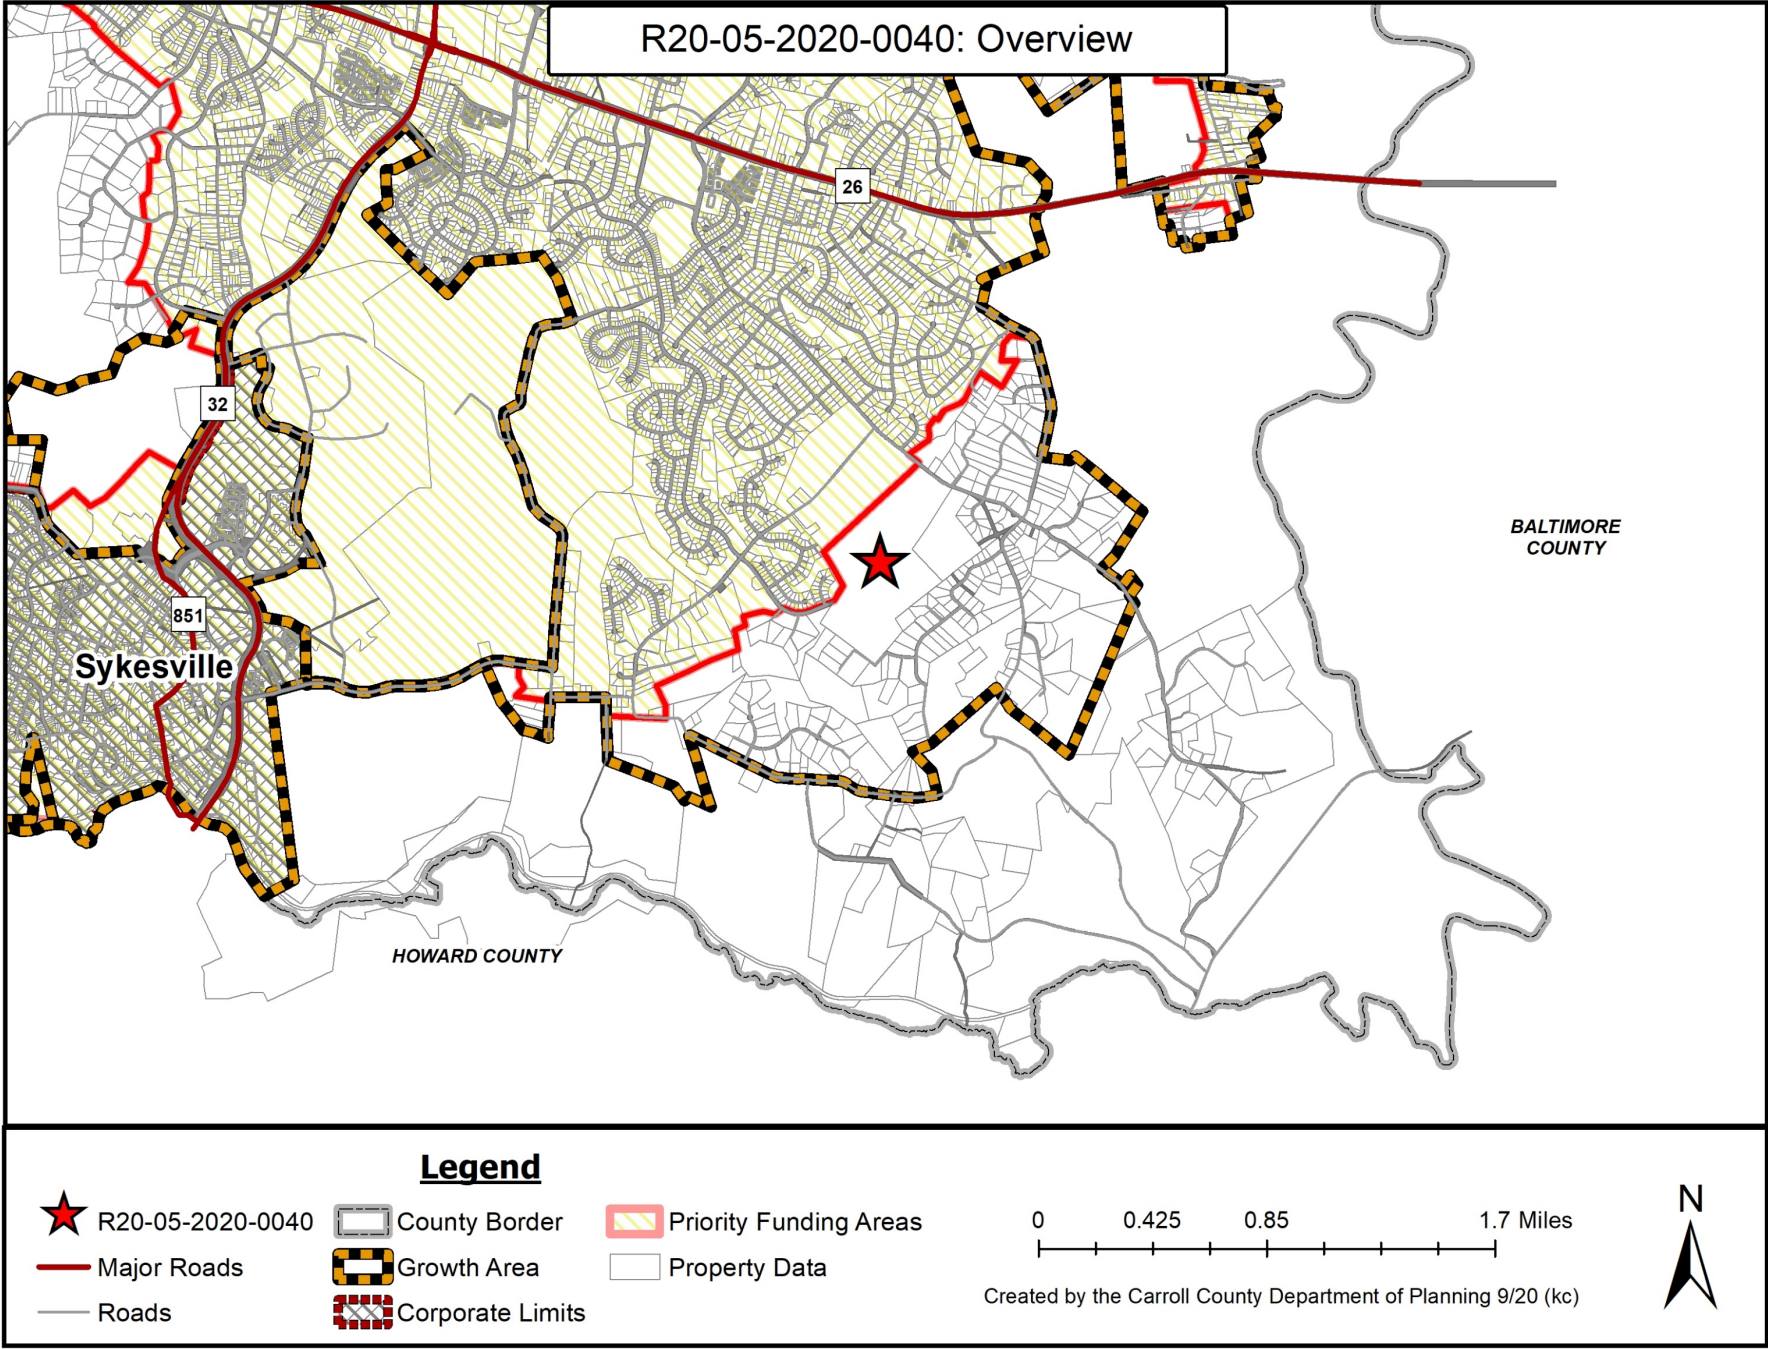 R20-05-2020-0040: Overview
26
32
BALTIMORE
COUNTY
851
Sykesville
HOWARD COUNTY
Legend
R20-05-2020-0040
County Border
Priority Funding Areas
Major Roads
Growth Area
Property Data
Roads
Corporate Limits
0 0.425 0.85 1.7 Miles
Created by the Carroll County Department of Planning 9/20 (kc)
N